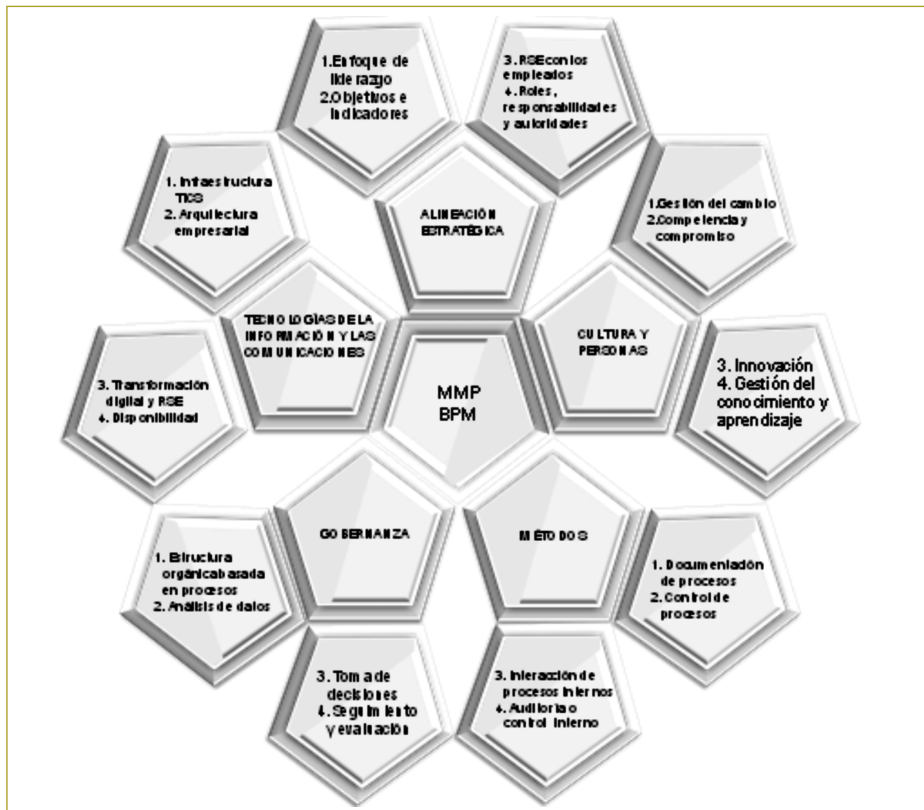 1.Enfoque de
liderazgo
2.Objetivos e
indicadores
3. RSE con los
empleados
4. Roles,
responsabilidades
y autoridades
1. Infraestructura
TICS
2. Arquitectura
empresarial
ALINEACIÓN
ESTRATÉGICA
1.Gestión del cambio
2.Competencia y
compromiso
TECNOLOGÍAS DE LA
INFORMACIÓN Y LAS
COMUNICACIONES
CULTURA Y
PERSONAS
3. Transformación
digital y RSE
4. Disponibilidad
MMP
BPM
3. Innovación
4. Gestión del
conocimiento y
aprendizaje
GOBERNANZA
MÉTODOS
1. Estructura
orgánica basada
en procesos
2. Análisis de datos
1. Documentación
de procesos
2. Control de
procesos
3. Toma de
decisiones
4. Seguimiento
y evaluación
3. Interacción de
procesos internos
4. Auditoría o
control interno